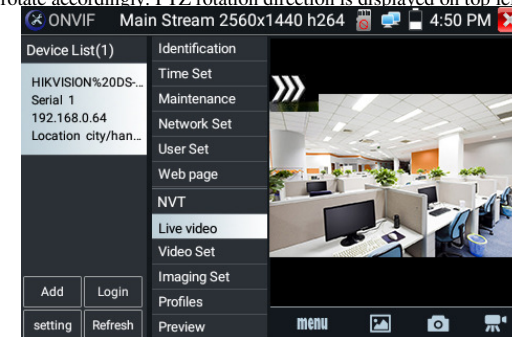 rotate accordingly. PTZ rotation direction is displayed on top le
ONVIF Main Stream 2560x1440 h264 4:50 PM
Device List(1)
HIKVISION%20DS-...
Serial 1
192.168.0.64
Location city/han...
Add Login
setting Refresh
Identification
Time Set
Maintenance
Network Set
User Set
Web page
NVT
Live video
Video Set
Imaging Set
Profiles
Preview
menu